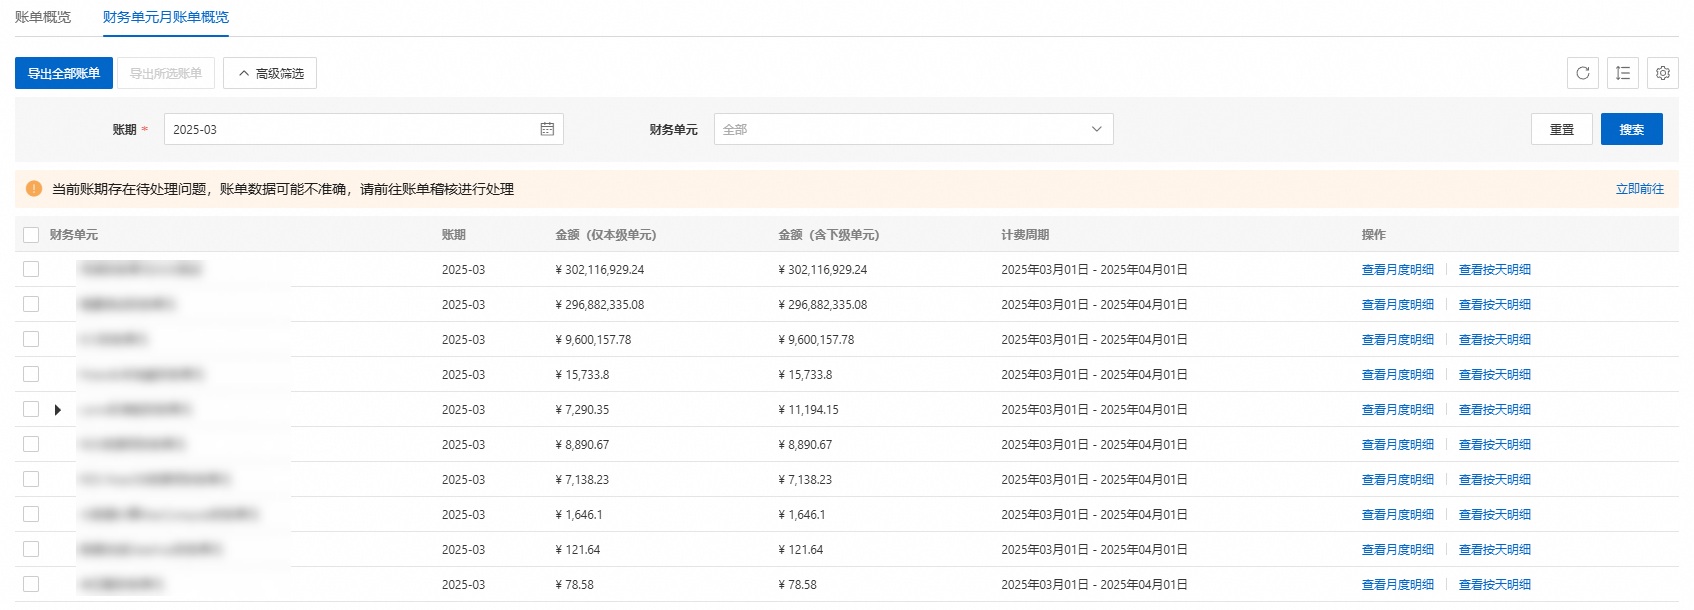 账单概览 财务单元月账单概览
导出全部账单 导出所选账单 高级筛选
账期 * 2025-03 财务单元 全部 重置 搜索
当前账期存在待处理问题，账单数据可能不准确，请前往账单稽核进行处理 立即前往
财务单元 账期 金额（仅本级单元） 金额（含下级单元） 计费周期 操作
2025-03 ¥ 302,116,929.24 ¥ 302,116,929.24 2025年03月01日 - 2025年04月01日 查看月度明细 查看按天明细
2025-03 ¥ 296,882,335.08 ¥ 296,882,335.08 2025年03月01日 - 2025年04月01日 查看月度明细 查看按天明细
2025-03 ¥ 9,600,157.78 ¥ 9,600,157.78 2025年03月01日 - 2025年04月01日 查看月度明细 查看按天明细
2025-03 ¥ 15,733.8 ¥ 15,733.8 2025年03月01日 - 2025年04月01日 查看月度明细 查看按天明细
2025-03 ¥ 7,290.35 ¥ 11,194.15 2025年03月01日 - 2025年04月01日 查看月度明细 查看按天明细
2025-03 ¥ 8,890.67 ¥ 8,890.67 2025年03月01日 - 2025年04月01日 查看月度明细 查看按天明细
2025-03 ¥ 7,138.23 ¥ 7,138.23 2025年03月01日 - 2025年04月01日 查看月度明细 查看按天明细
2025-03 ¥ 1,646.1 ¥ 1,646.1 2025年03月01日 - 2025年04月01日 查看月度明细 查看按天明细
2025-03 ¥ 121.64 ¥ 121.64 2025年03月01日 - 2025年04月01日 查看月度明细 查看按天明细
2025-03 ¥ 78.58 ¥ 78.58 2025年03月01日 - 2025年04月01日 查看月度明细 查看按天明细